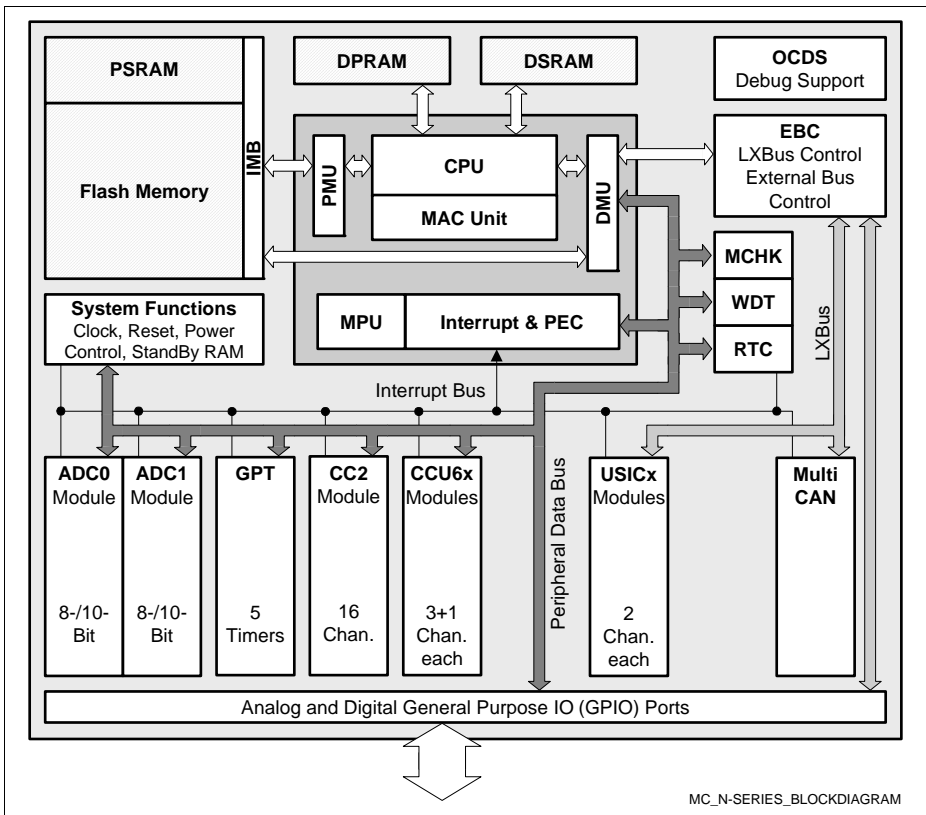 PSRAM
Flash Memory
IMB
DPRAM
DSRAM
OCDS
Debug Support
EBC
LXBus Control
External Bus
Control
PMU
CPU
MAC Unit
DMU
MCHK
WDT
RTC
LXBus
System Functions
Clock, Reset, Power
Control, StandBy RAM
MPU
Interrupt & PEC
Interrupt Bus
ADC0
Module
8-/10-
Bit
ADC1
Module
8-/10-
Bit
GPT
5
Timers
CC2
Module
16
Chan.
CCU6x
Modules
3+1
Chan.
each
Peripheral Data Bus
USICx
Modules
2
Chan.
each
Multi
CAN
Analog and Digital General Purpose IO (GPIO) Ports
MC_N-SERIES_BLOCKDIAGRAM